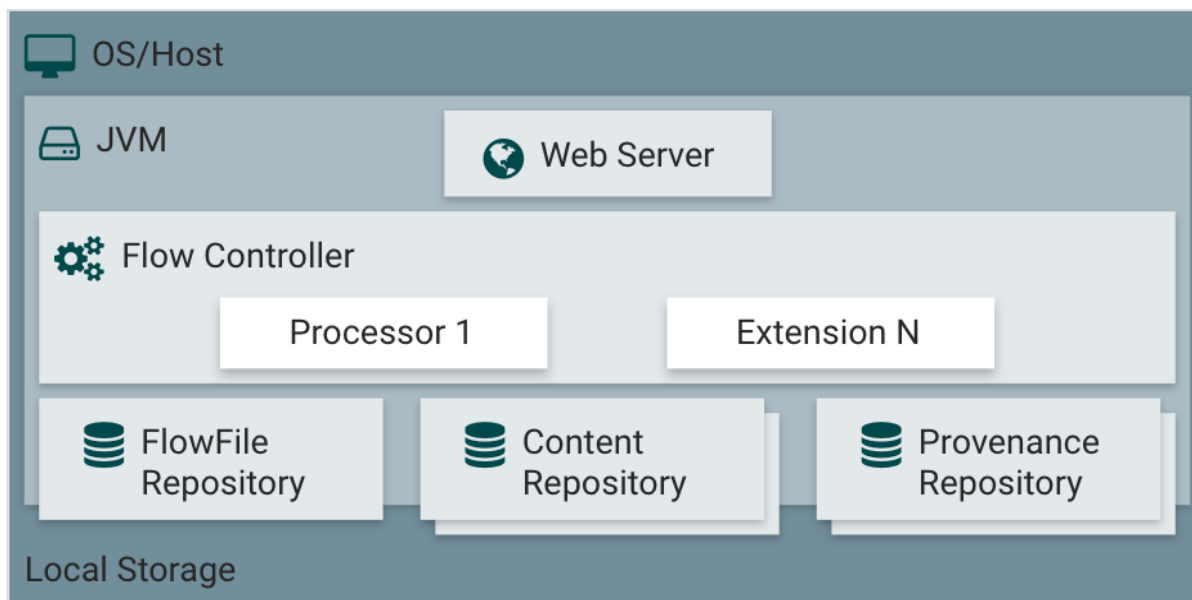 OS/Host
JVM
Web Server
Flow Controller
Processor 1
Extension N
FlowFile
Repository
Content
Repository
Provenance
Repository
Local Storage